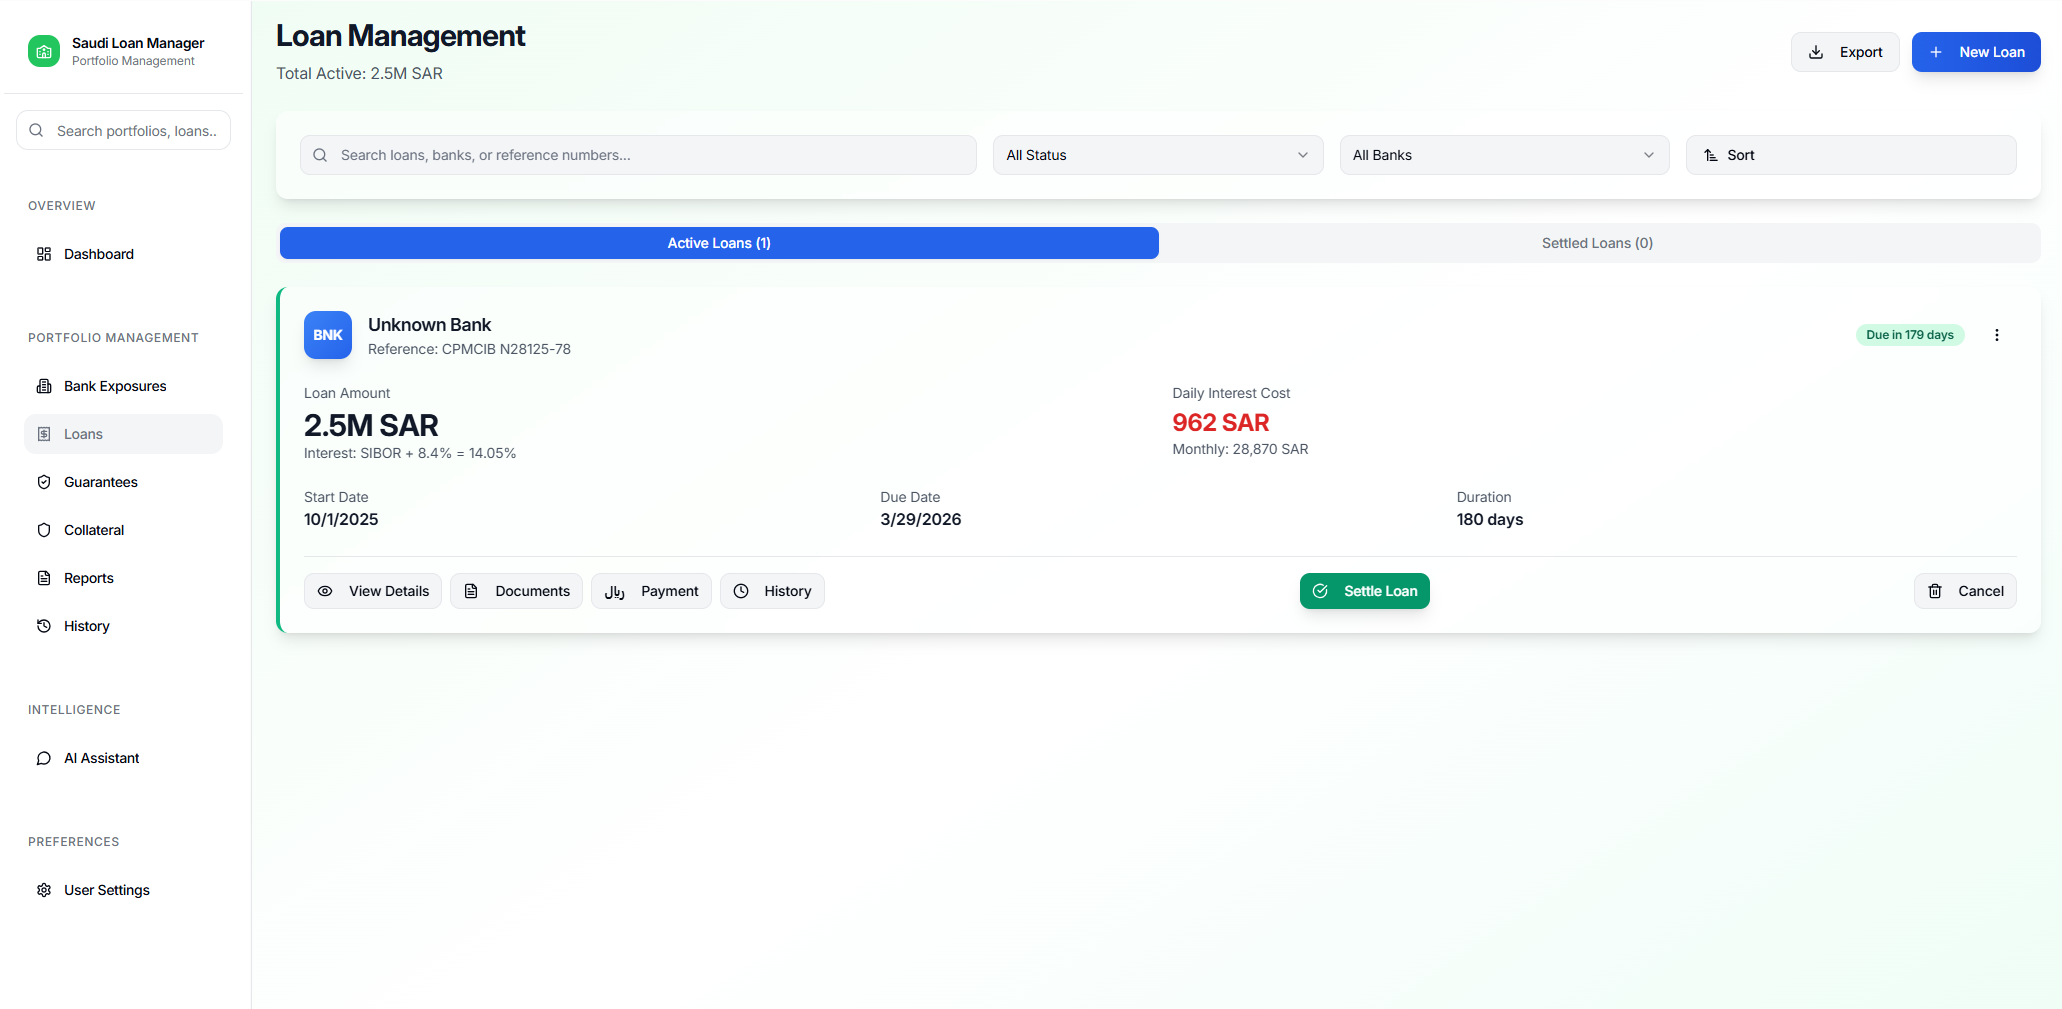 Saudi Loan Manager
Portfolio Management
Search portfolios, loans..
OVERVIEW
Dashboard
PORTFOLIO MANAGEMENT
Bank Exposures
Loans
Guarantees
Collateral
Reports
History
INTELLIGENCE
AI Assistant
PREFERENCES
User Settings
Loan Management
Total Active: 2.5M SAR
Export
New Loan
Search loans, banks, or reference numbers...
All Status
All Banks
Sort
Active Loans (1)
Settled Loans (0)
BNK
Unknown Bank
Reference: CPMCIB N28125-78
Due in 179 days
Loan Amount
2.5M SAR
Interest: SIBOR + 8.4% = 14.05%
Daily Interest Cost
962 SAR
Monthly: 28,870 SAR
Start Date
10/1/2025
Due Date
3/29/2026
Duration
180 days
View Details
Documents
ريال Payment
History
Settle Loan
Cancel